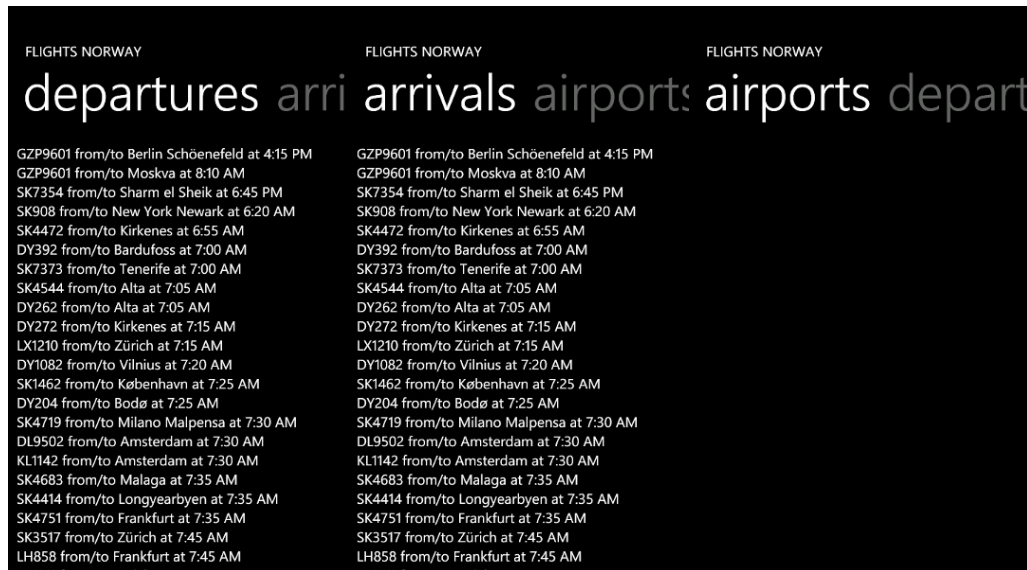 FLIGHTS NORWAY
departures arri
GZP9601 from/to Berlin Schöenefeld at 4:15 PM
GZP9601 from/to Moskva at 8:10 AM
SK7354 from/to Sharm el Sheik at 6:45 PM
SK908 from/to New York Newark at 6:20 AM
SK4472 from/to Kirkenes at 6:55 AM
DY392 from/to Bardufoss at 7:00 AM
SK7373 from/to Tenerife at 7:00 AM
SK4544 from/to Alta at 7:05 AM
DY262 from/to Alta at 7:05 AM
DY272 from/to Kirkenes at 7:15 AM
LX1210 from/to Zürich at 7:15 AM
DY1082 from/to Vilnius at 7:20 AM
SK1462 from/to København at 7:25 AM
DY204 from/to Bodø at 7:25 AM
SK4719 from/to Milano Malpensa at 7:30 AM
DL9502 from/to Amsterdam at 7:30 AM
KL1142 from/to Amsterdam at 7:30 AM
SK4683 from/to Malaga at 7:35 AM
SK4414 from/to Longyearbyen at 7:35 AM
SK4751 from/to Frankfurt at 7:35 AM
SK3517 from/to Zürich at 7:45 AM
LH858 from/to Frankfurt at 7:45 AM
FLIGHTS NORWAY
arrivals airports
GZP9601 from/to Berlin Schöenefeld at 4:15 PM
GZP9601 from/to Moskva at 8:10 AM
SK7354 from/to Sharm el Sheik at 6:45 PM
SK908 from/to New York Newark at 6:20 AM
SK4472 from/to Kirkenes at 6:55 AM
DY392 from/to Bardufoss at 7:00 AM
SK7373 from/to Tenerife at 7:00 AM
SK4544 from/to Alta at 7:05 AM
DY262 from/to Alta at 7:05 AM
DY272 from/to Kirkenes at 7:15 AM
LX1210 from/to Zürich at 7:15 AM
DY1082 from/to Vilnius at 7:20 AM
SK1462 from/to København at 7:25 AM
DY204 from/to Bodø at 7:25 AM
SK4719 from/to Milano Malpensa at 7:30 AM
DL9502 from/to Amsterdam at 7:30 AM
KL1142 from/to Amsterdam at 7:30 AM
SK4683 from/to Malaga at 7:35 AM
SK4414 from/to Longyearbyen at 7:35 AM
SK4751 from/to Frankfurt at 7:35 AM
SK3517 from/to Zürich at 7:45 AM
LH858 from/to Frankfurt at 7:45 AM
FLIGHTS NORWAY
airports depart